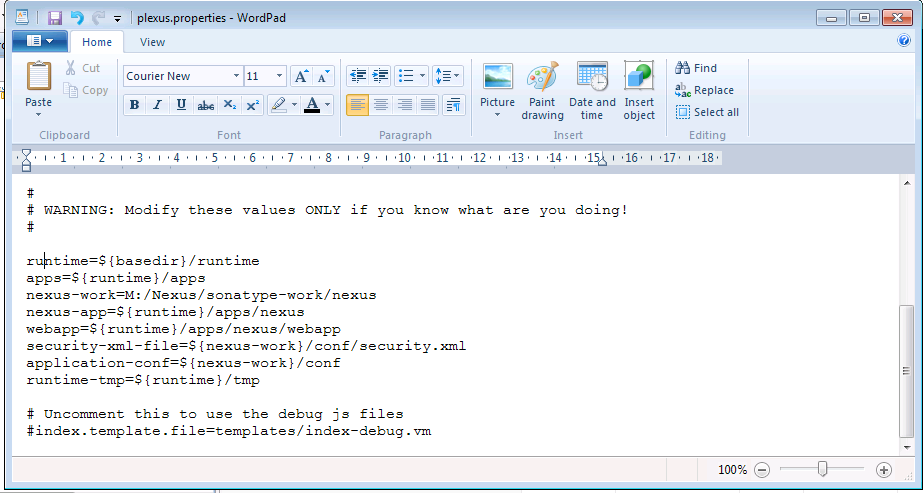 plexus.properties - WordPad
Home View
Paste
Cut
Copy
Clipboard
Courier New 11 A A
B I U abc X₂ X² A
Font
Paragraph
Picture
Paint drawing
Date and time
Insert object
Insert
Find
Replace
Select all
Editing
1 2 3 4 5 6 7 8 9 10 11 12 13 14 15 16 17 18
#
# WARNING: Modify these values ONLY if you know what are you doing!
#
runtime=${basedir}/runtime
apps=${runtime}/apps
nexus-work=M:/Nexus/sonatype-work/nexus
nexus-app=${runtime}/apps/nexus
webapp=${runtime}/apps/nexus/webapp
security-xml-file=${nexus-work}/conf/security.xml
application-conf=${nexus-work}/conf
runtime-tmp=${runtime}/tmp
# Uncomment this to use the debug js files
#index.template.file=templates/index-debug.vm
100%